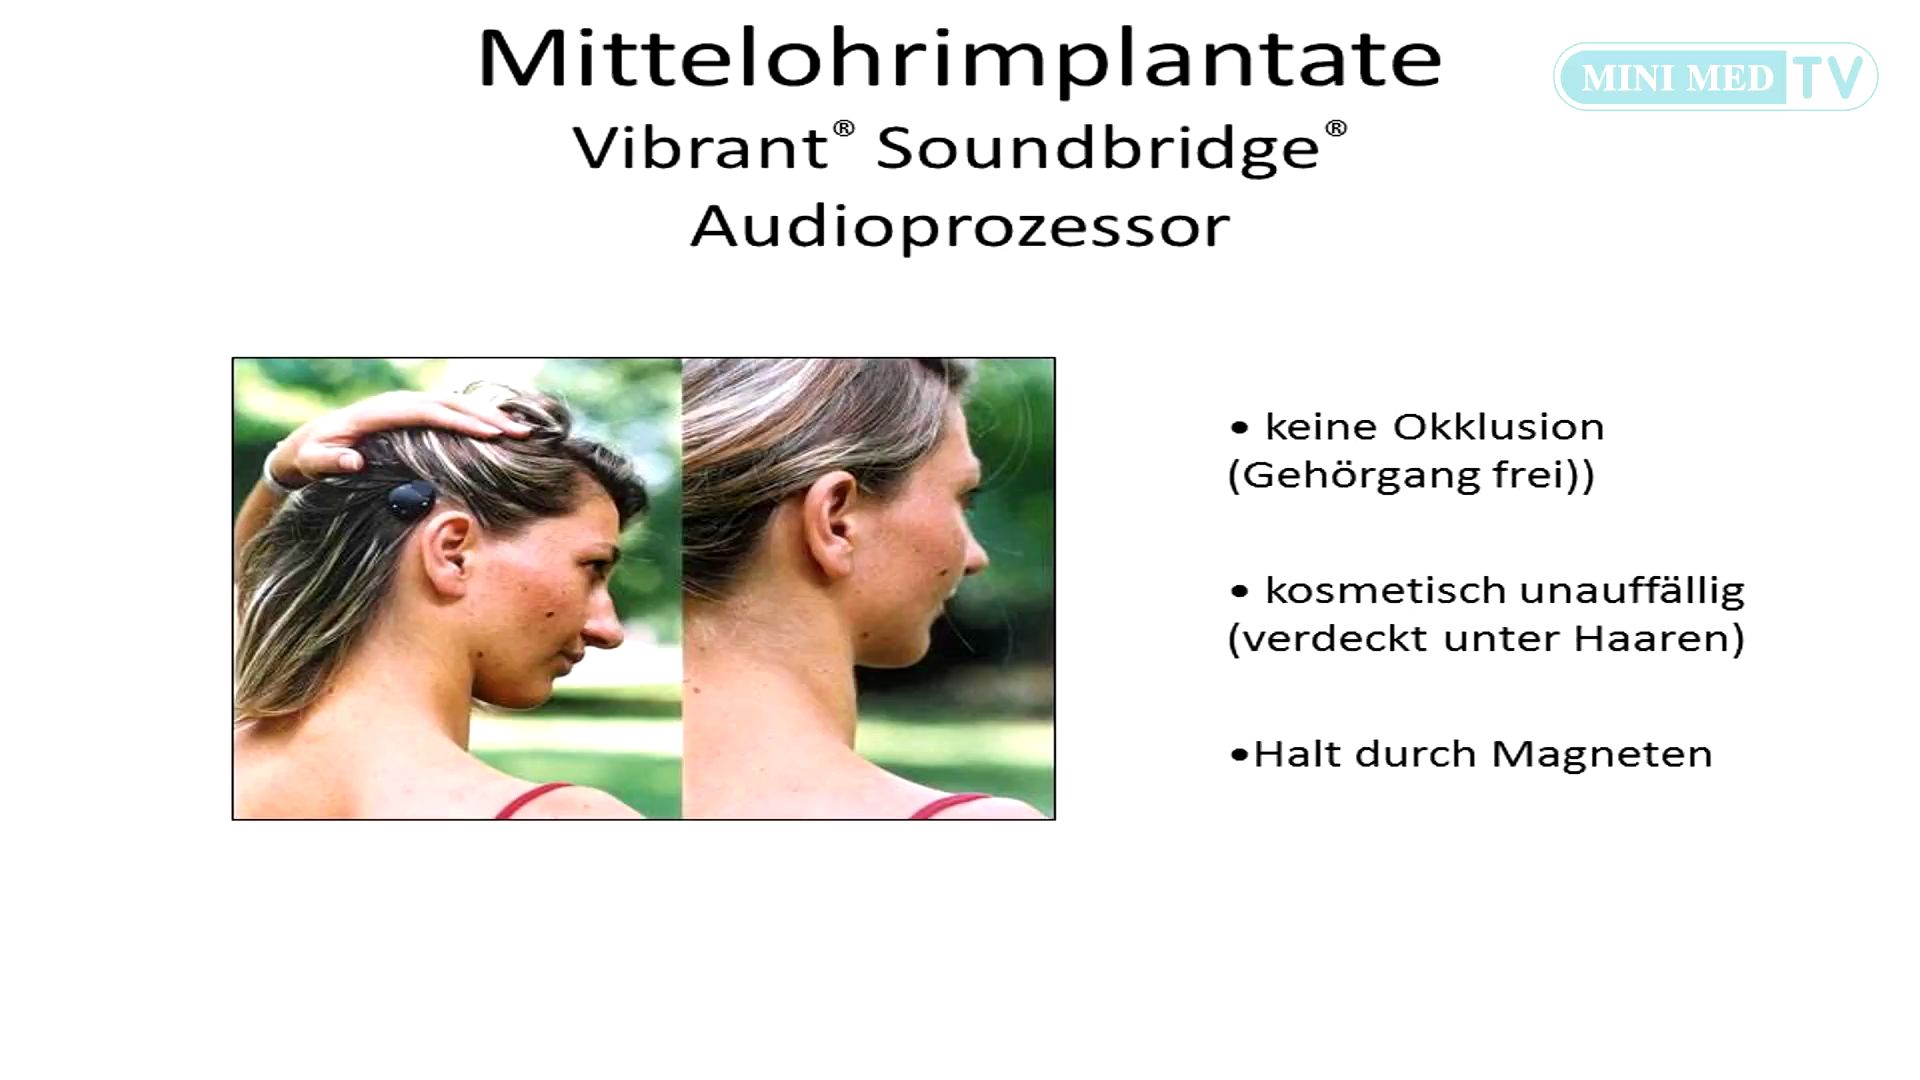 Mittelohrimplantate
MINI MED TV
Vibrant® Soundbridge®
Audioprozessor
• keine Okklusion
(Gehörgang frei))
• kosmetisch unauffällig
(verdeckt unter Haaren)
•Halt durch Magneten